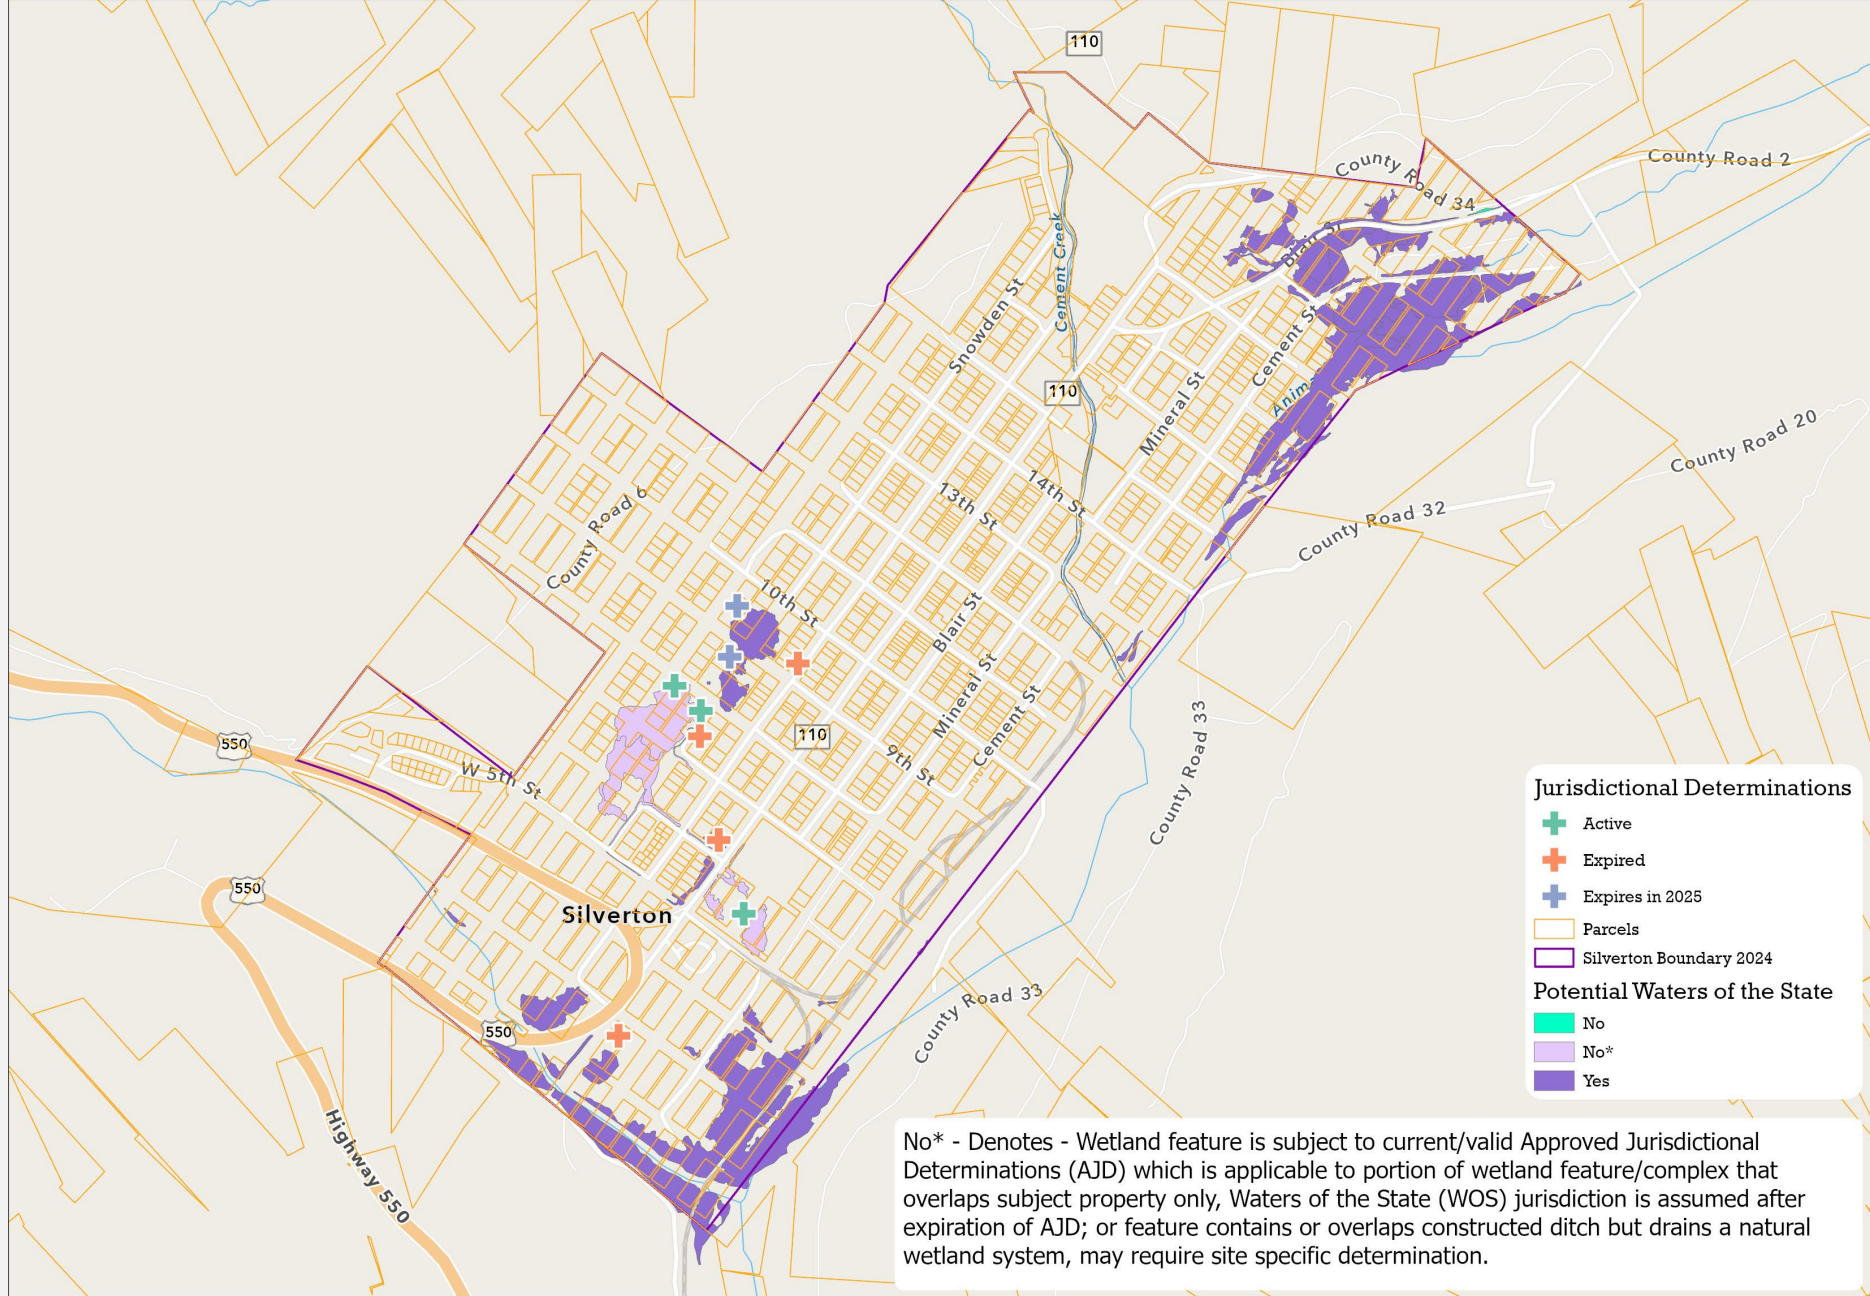 110
County Road 2
County Road 34
Blair St
Cement Creek
Snowden St
Cement St
110
Mineral St
County Road 20
County Road 6
14th St
13th St
County Road 32
10th St
Blair St
Mineral St
Cement St
110
9th St
550
W 5th St
County Road 33
550
Silverton
550
County Road 33
Highway 550
Jurisdictional Determinations
Active
Expired
Expires in 2025
Parcels
Silverton Boundary 2024
Potential Waters of the State
No
No*
Yes
No* - Denotes - Wetland feature is subject to current/valid Approved Jurisdictional
Determinations (AJD) which is applicable to portion of wetland feature/complex that
overlaps subject property only, Waters of the State (WOS) jurisdiction is assumed after
expiration of AJD; or feature contains or overlaps constructed ditch but drains a natural
wetland system, may require site specific determination.